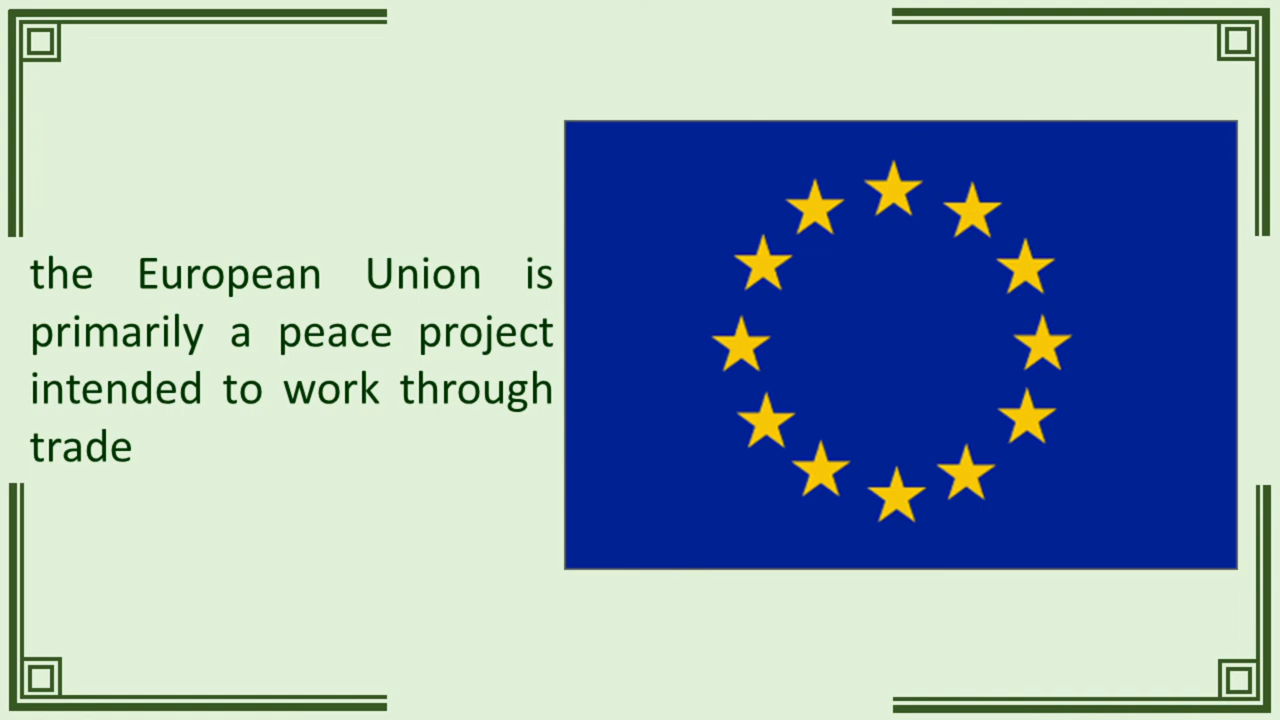 the European Union is
primarily a peace project
intended to work through
trade